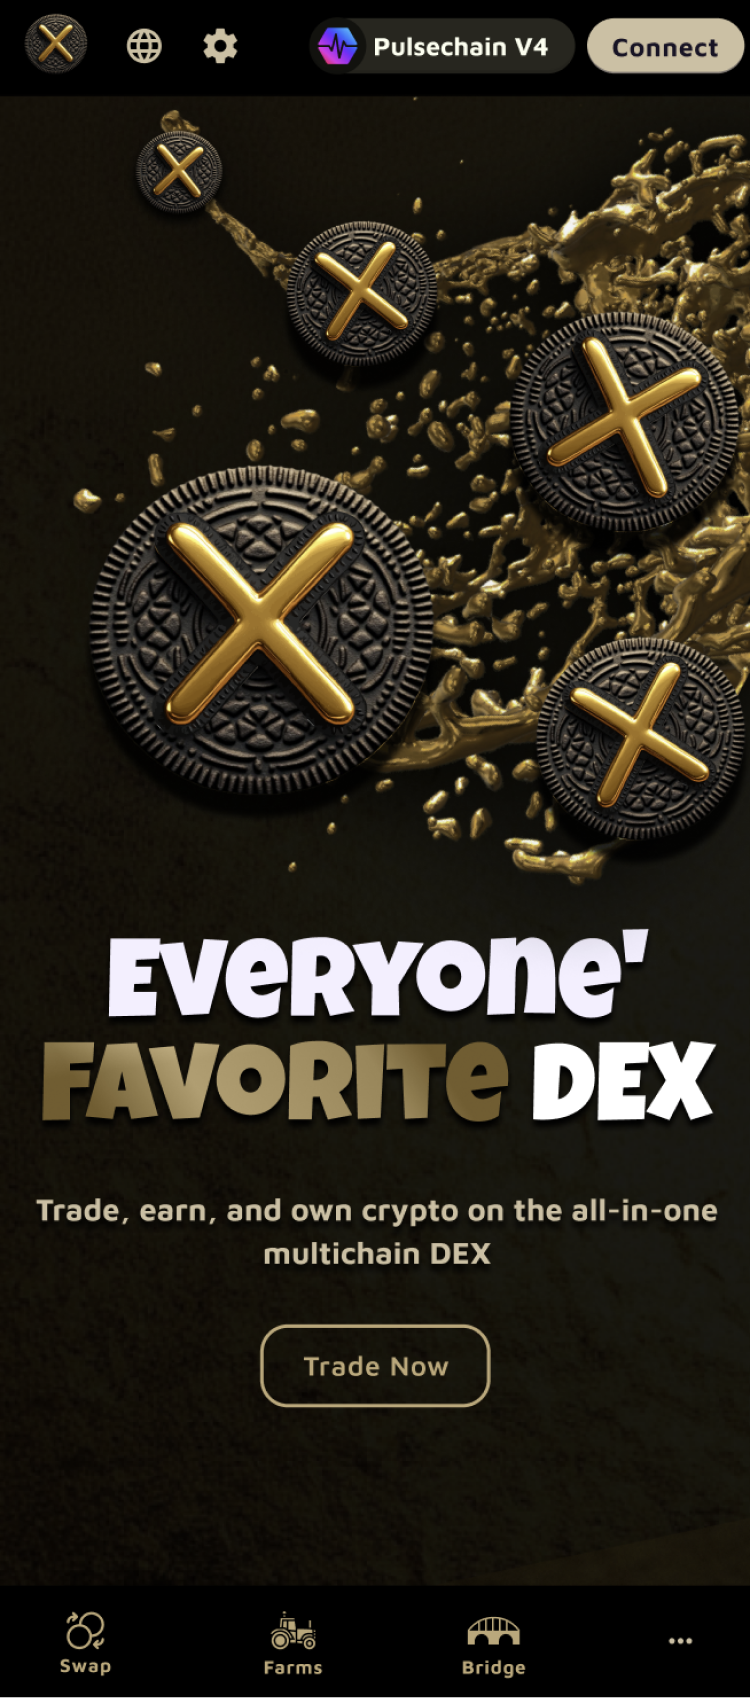 Pulsechain V4
Connect
Everyone'
FAVORITE DEX
Trade, earn, and own crypto on the all-in-one
multichain DEX
Trade Now
Swap
Farms
Bridge